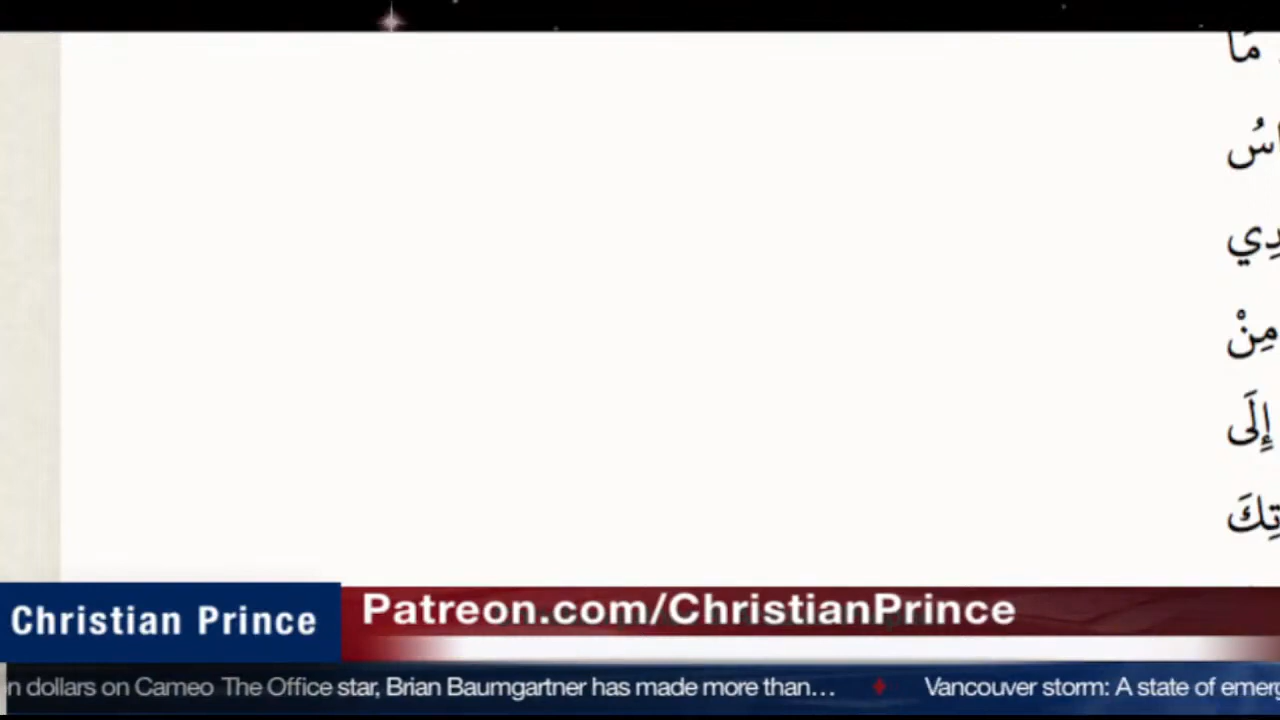 مَا
دِي
مِنْ
إِلَى
تِكَ
Christian Prince
Patreon.com/ChristianPrince
n dollars on Cameo The Office star, Brian Baumgartner has made more than… ♦ Vancouver storm: A state of emerg